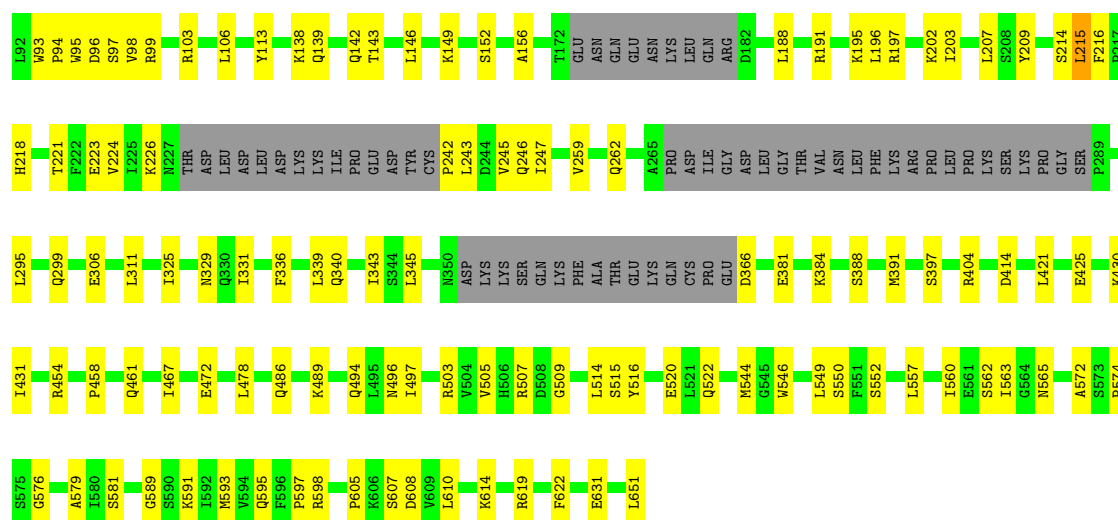 L92 W93 P94 W95 D96 S97 V98 R99 R103 L106 Y113 K138 Q139 Q142 T143 L146 K149 S152 A156 T172 GLU ASN GLN GLU ASN LYS LEU GLN ARG D182 L188 R191 K195 L196 R197 K202 I203 L207 S208 Y209 S214 L215 F216
H218 T221 F222 E223 V224 I225 K226 N227 THR ASP LEU ASP LEU ASP LYS LYS ILE PRO GLU ASP TYR CYS P242 L243 D244 V245 Q246 I247 V259 Q262 A265 PRO ASP ILE GLY ASP LEU GLY THR VAL ASN LEU PHE LYS ARG PRO LEU PRO LYS SER LYS PRO GLY SER P289
L295 Q299 E306 L311 I325 N329 Q330 I331 F336 L339 Q340 I343 S344 L345 N350 ASP LYS LYS SER GLN LYS PHE ALA THR GLU LYS GLN CYS PRO GLU D366 E381 K384 S388 M391 S397 R404 D414 L421 E425 K430
I431 R454 P458 Q461 I467 E472 L478 Q486 K489 Q494 L495 N496 I497 R503 V504 V505 H506 R507 D508 G509 L514 S515 Y516 E520 L521 Q522 M544 G545 W546 L549 S550 F551 S552 L557 I560 E561 S562 I563 G564 N565 A572 S573
S575 G576 A579 I580 S581 G589 S590 K591 I592 M593 V594 Q595 F596 P597 R598 P605 K606 S607 D608 V609 L610 K614 R619 F622 E631 L651